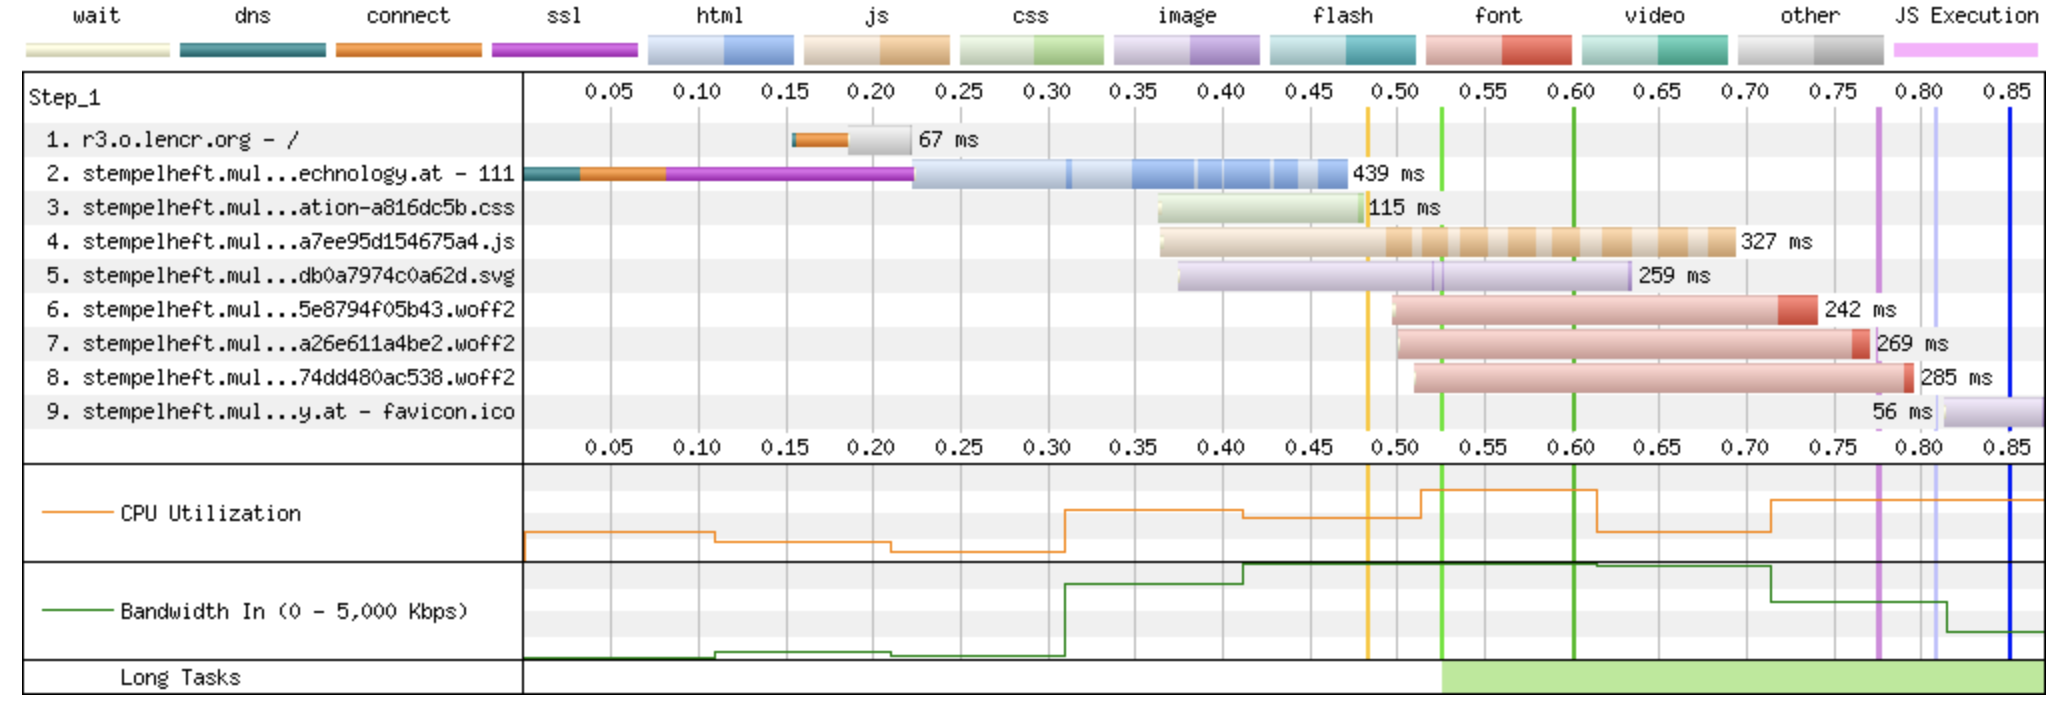 wait dns connect ssl html js css image flash font video other JS Execution
Step_1 0.05 0.10 0.15 0.20 0.25 0.30 0.35 0.40 0.45 0.50 0.55 0.60 0.65 0.70 0.75 0.80 0.85
1. r3.o.lencr.org - / 67 ms
2. stempelheft.mul...echnology.at - 111 439 ms
3. stempelheft.mul...ation-a816dc5b.css 115 ms
4. stempelheft.mul...a7ee95d154675a4.js 327 ms
5. stempelheft.mul...db0a7974c0a62d.svg 259 ms
6. stempelheft.mul...5e8794f05b43.woff2 242 ms
7. stempelheft.mul...a26e611a4be2.woff2 269 ms
8. stempelheft.mul...74dd480ac538.woff2 285 ms
9. stempelheft.mul...y.at - favicon.ico 56 ms
0.05 0.10 0.15 0.20 0.25 0.30 0.35 0.40 0.45 0.50 0.55 0.60 0.65 0.70 0.75 0.80 0.85
CPU Utilization
Bandwidth In (0 - 5,000 Kbps)
Long Tasks